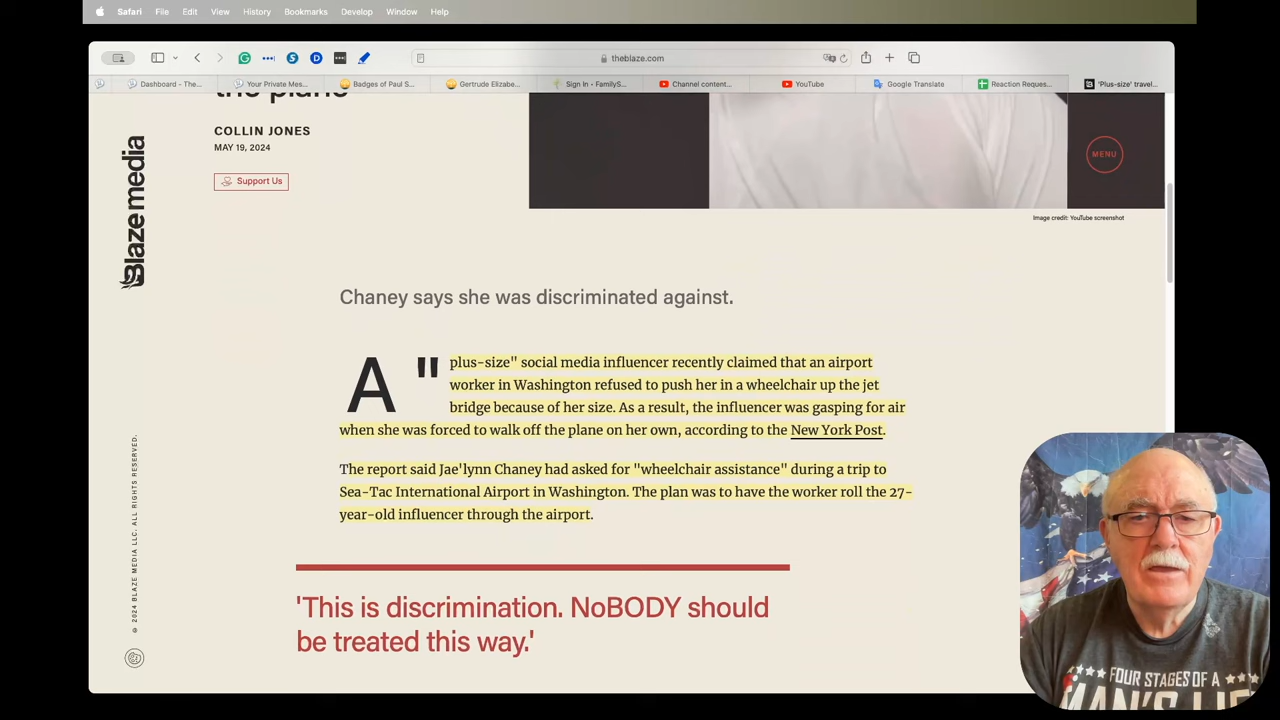 Safari File Edit View History Bookmarks Develop Window Help
theblaze.com
Dashboard - The... Your Private Mes... Badges of Paul S... Gertrude Elizabe... Sign In - FamilyS... Channel content... YouTube Google Translate Reaction Reques... 'Plus-size' travel...
the plane
COLLIN JONES
MAY 19, 2024
Support Us
MENU
Image credit: YouTube screenshot
Blaze media
Chaney says she was discriminated against.
A "plus-size" social media influencer recently claimed that an airport
worker in Washington refused to push her in a wheelchair up the jet
bridge because of her size. As a result, the influencer was gasping for air
when she was forced to walk off the plane on her own, according to the New York Post.
The report said Jae'lynn Chaney had asked for "wheelchair assistance" during a trip to
Sea-Tac International Airport in Washington. The plan was to have the worker roll the 27-
year-old influencer through the airport.
'This is discrimination. NoBODY should
be treated this way.'
© 2024 BLAZE MEDIA LLC. ALL RIGHTS RESERVED.
FOUR STAGES OF A
MAN'S LIFE